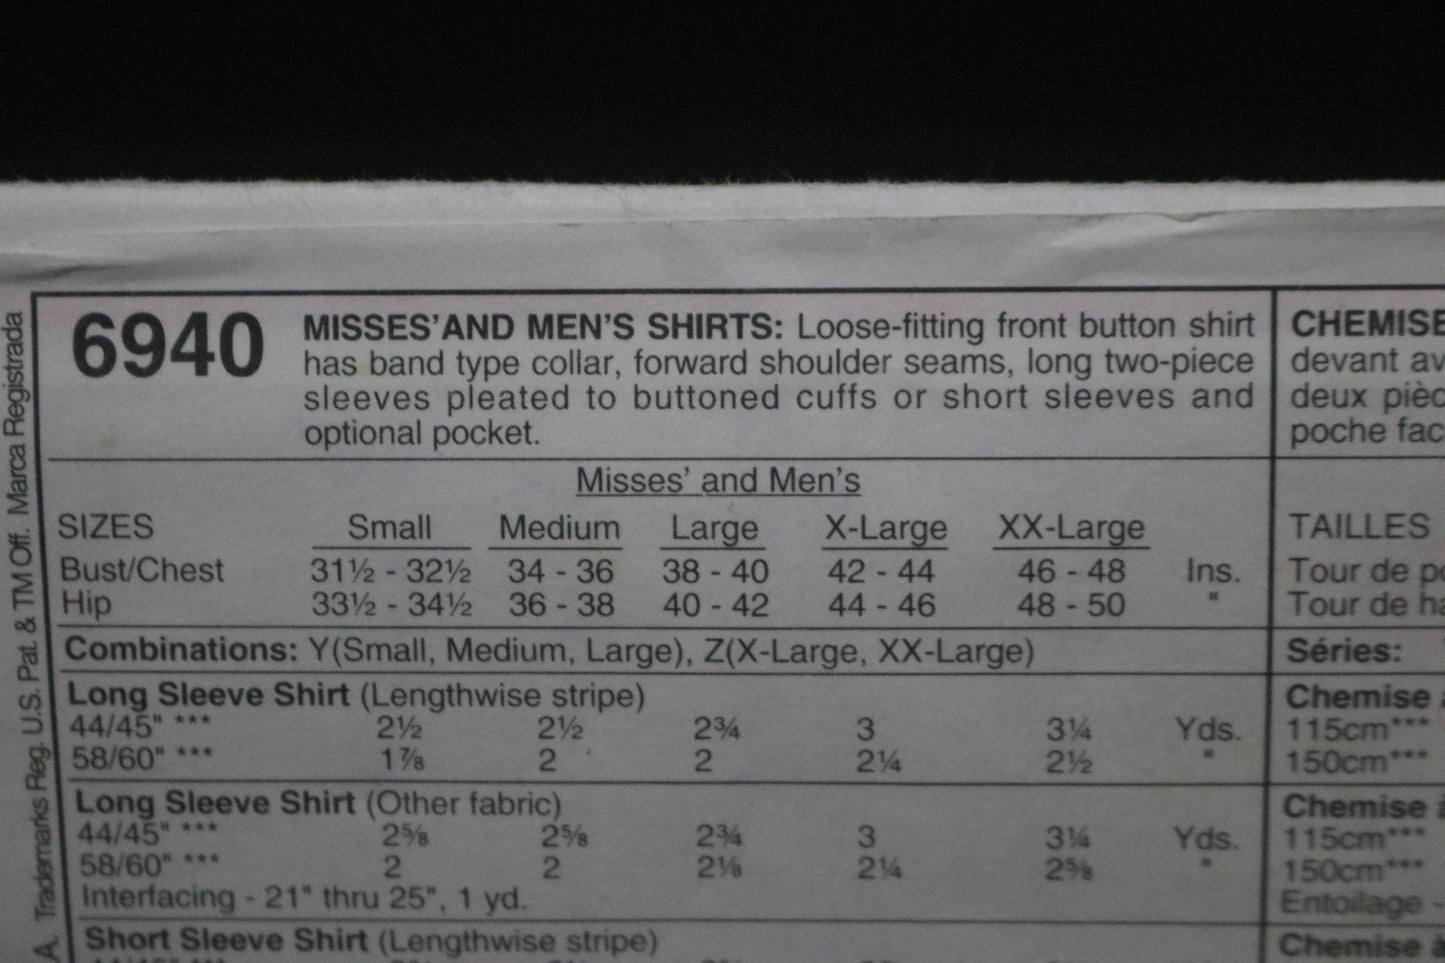 6940
MISSES' AND MEN'S SHIRTS: Loose-fitting front button shirt
has band type collar, forward shoulder seams, long two-piece
sleeves pleated to buttoned cuffs or short sleeves and
optional pocket.
Misses' and Men's
SIZES Small Medium Large X-Large XX-Large
Bust/Chest 31½ - 32½ 34 - 36 38 - 40 42 - 44 46 - 48 Ins.
Hip 33½ - 34½ 36 - 38 40 - 42 44 - 46 48 - 50 "
Combinations: Y(Small, Medium, Large), Z(X-Large, XX-Large)
Long Sleeve Shirt (Lengthwise stripe)
44/45" *** 2½ 2½ 2¾ 3 3¼ Yds.
58/60" *** 1⅞ 2 2 2¼ 2½ "
Long Sleeve Shirt (Other fabric)
44/45" *** 2⅝ 2⅝ 2¾ 3 3¼ Yds.
58/60" *** 2 2 2⅛ 2¼ 2⅝ "
Interfacing - 21" thru 25", 1 yd.
Short Sleeve Shirt (Lengthwise stripe)
CHEMISE
devant av
deux pièc
poche fac
TAILLES
Tour de po
Tour de ha
Séries:
Chemise à
115cm***
150cm***
Chemise à
115cm***
150cm***
Entoilage -
Chemise à
A. Trademarks Reg. U.S. Pat. & TM Off. Marca Registrada